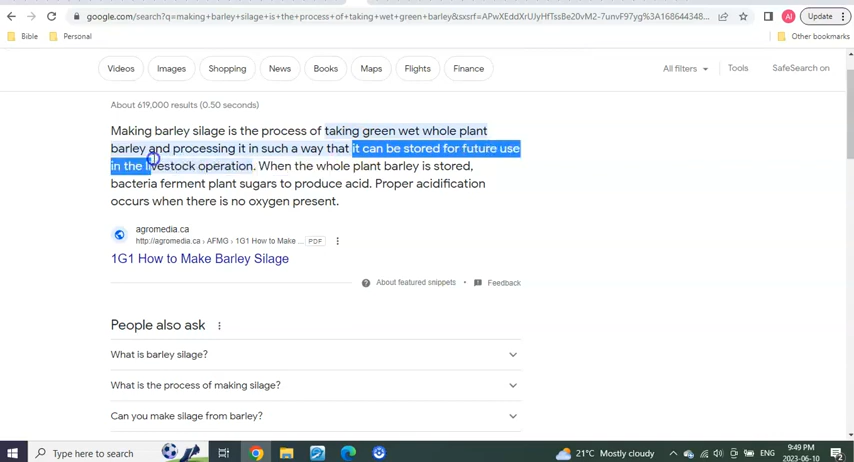 google.com/search?q=making+barley+silage+is+the+process+of+taking+wet+green+barley&sxsrf=APwXEddXrUJyHfTssBe20vM2-7unvF97yg%3A168644348...
Update
Bible
Personal
Other bookmarks
Videos
Images
Shopping
News
Books
Maps
Flights
Finance
All filters
Tools
SafeSearch on
About 619,000 results (0.50 seconds)
Making barley silage is the process of taking green wet whole plant
barley and processing it in such a way that it can be stored for future use
in the livestock operation. When the whole plant barley is stored,
bacteria ferment plant sugars to produce acid. Proper acidification
occurs when there is no oxygen present.
agromedia.ca
http://agromedia.ca › AFMG › 1G1 How to Make ... PDF
1G1 How to Make Barley Silage
About featured snippets • Feedback
People also ask
What is barley silage?
What is the process of making silage?
Can you make silage from barley?
Type here to search
21°C Mostly cloudy
ENG
9:49 PM
2023-06-10
2